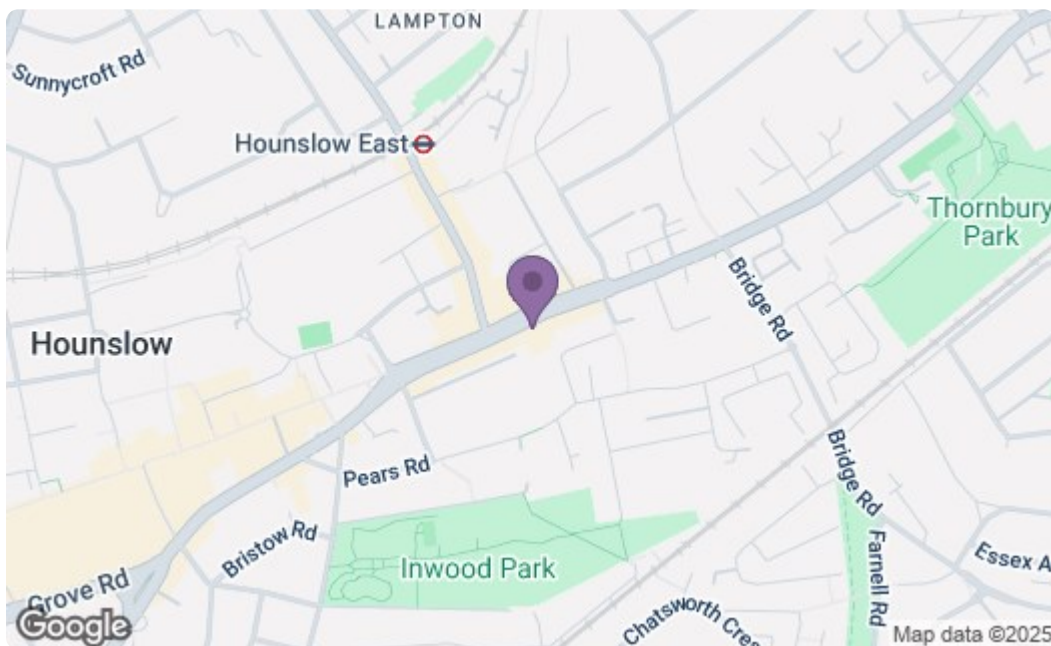 LAMPTON
Sunnycroft Rd
Hounslow East
Thornbury
Park
Bridge Rd
Hounslow
Pears Rd
Bridge Rd
Bristow Rd
Farnell Rd
Essex A
Inwood Park
Grove Rd
Chatsworth Cres
Google
Map data ©2025